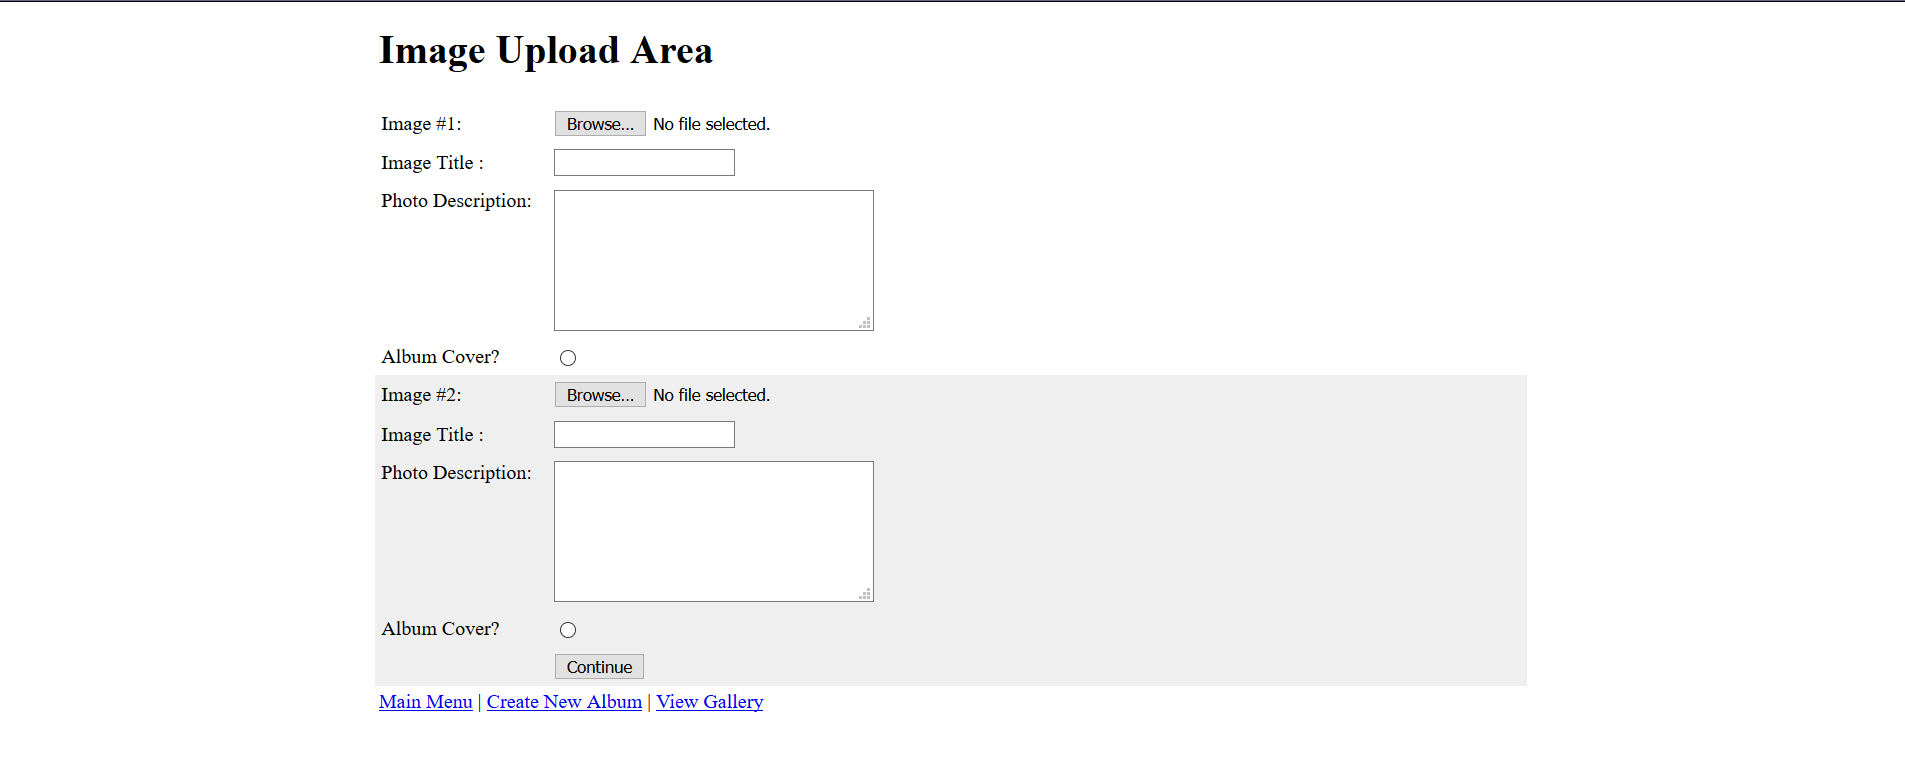 Image Upload Area
Image #1: Browse... No file selected.
Image Title :
Photo Description:
Album Cover?
Image #2: Browse... No file selected.
Image Title :
Photo Description:
Album Cover?
Continue
Main Menu | Create New Album | View Gallery